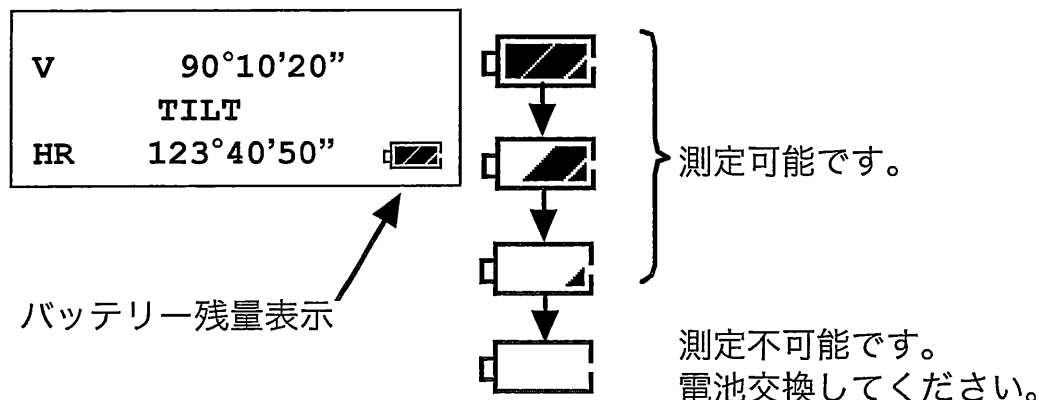 V 90°10’20”
TILT
HR 123°40’50”
測定可能です。
バッテリー残量表示
測定不可能です。
電池交換してください。